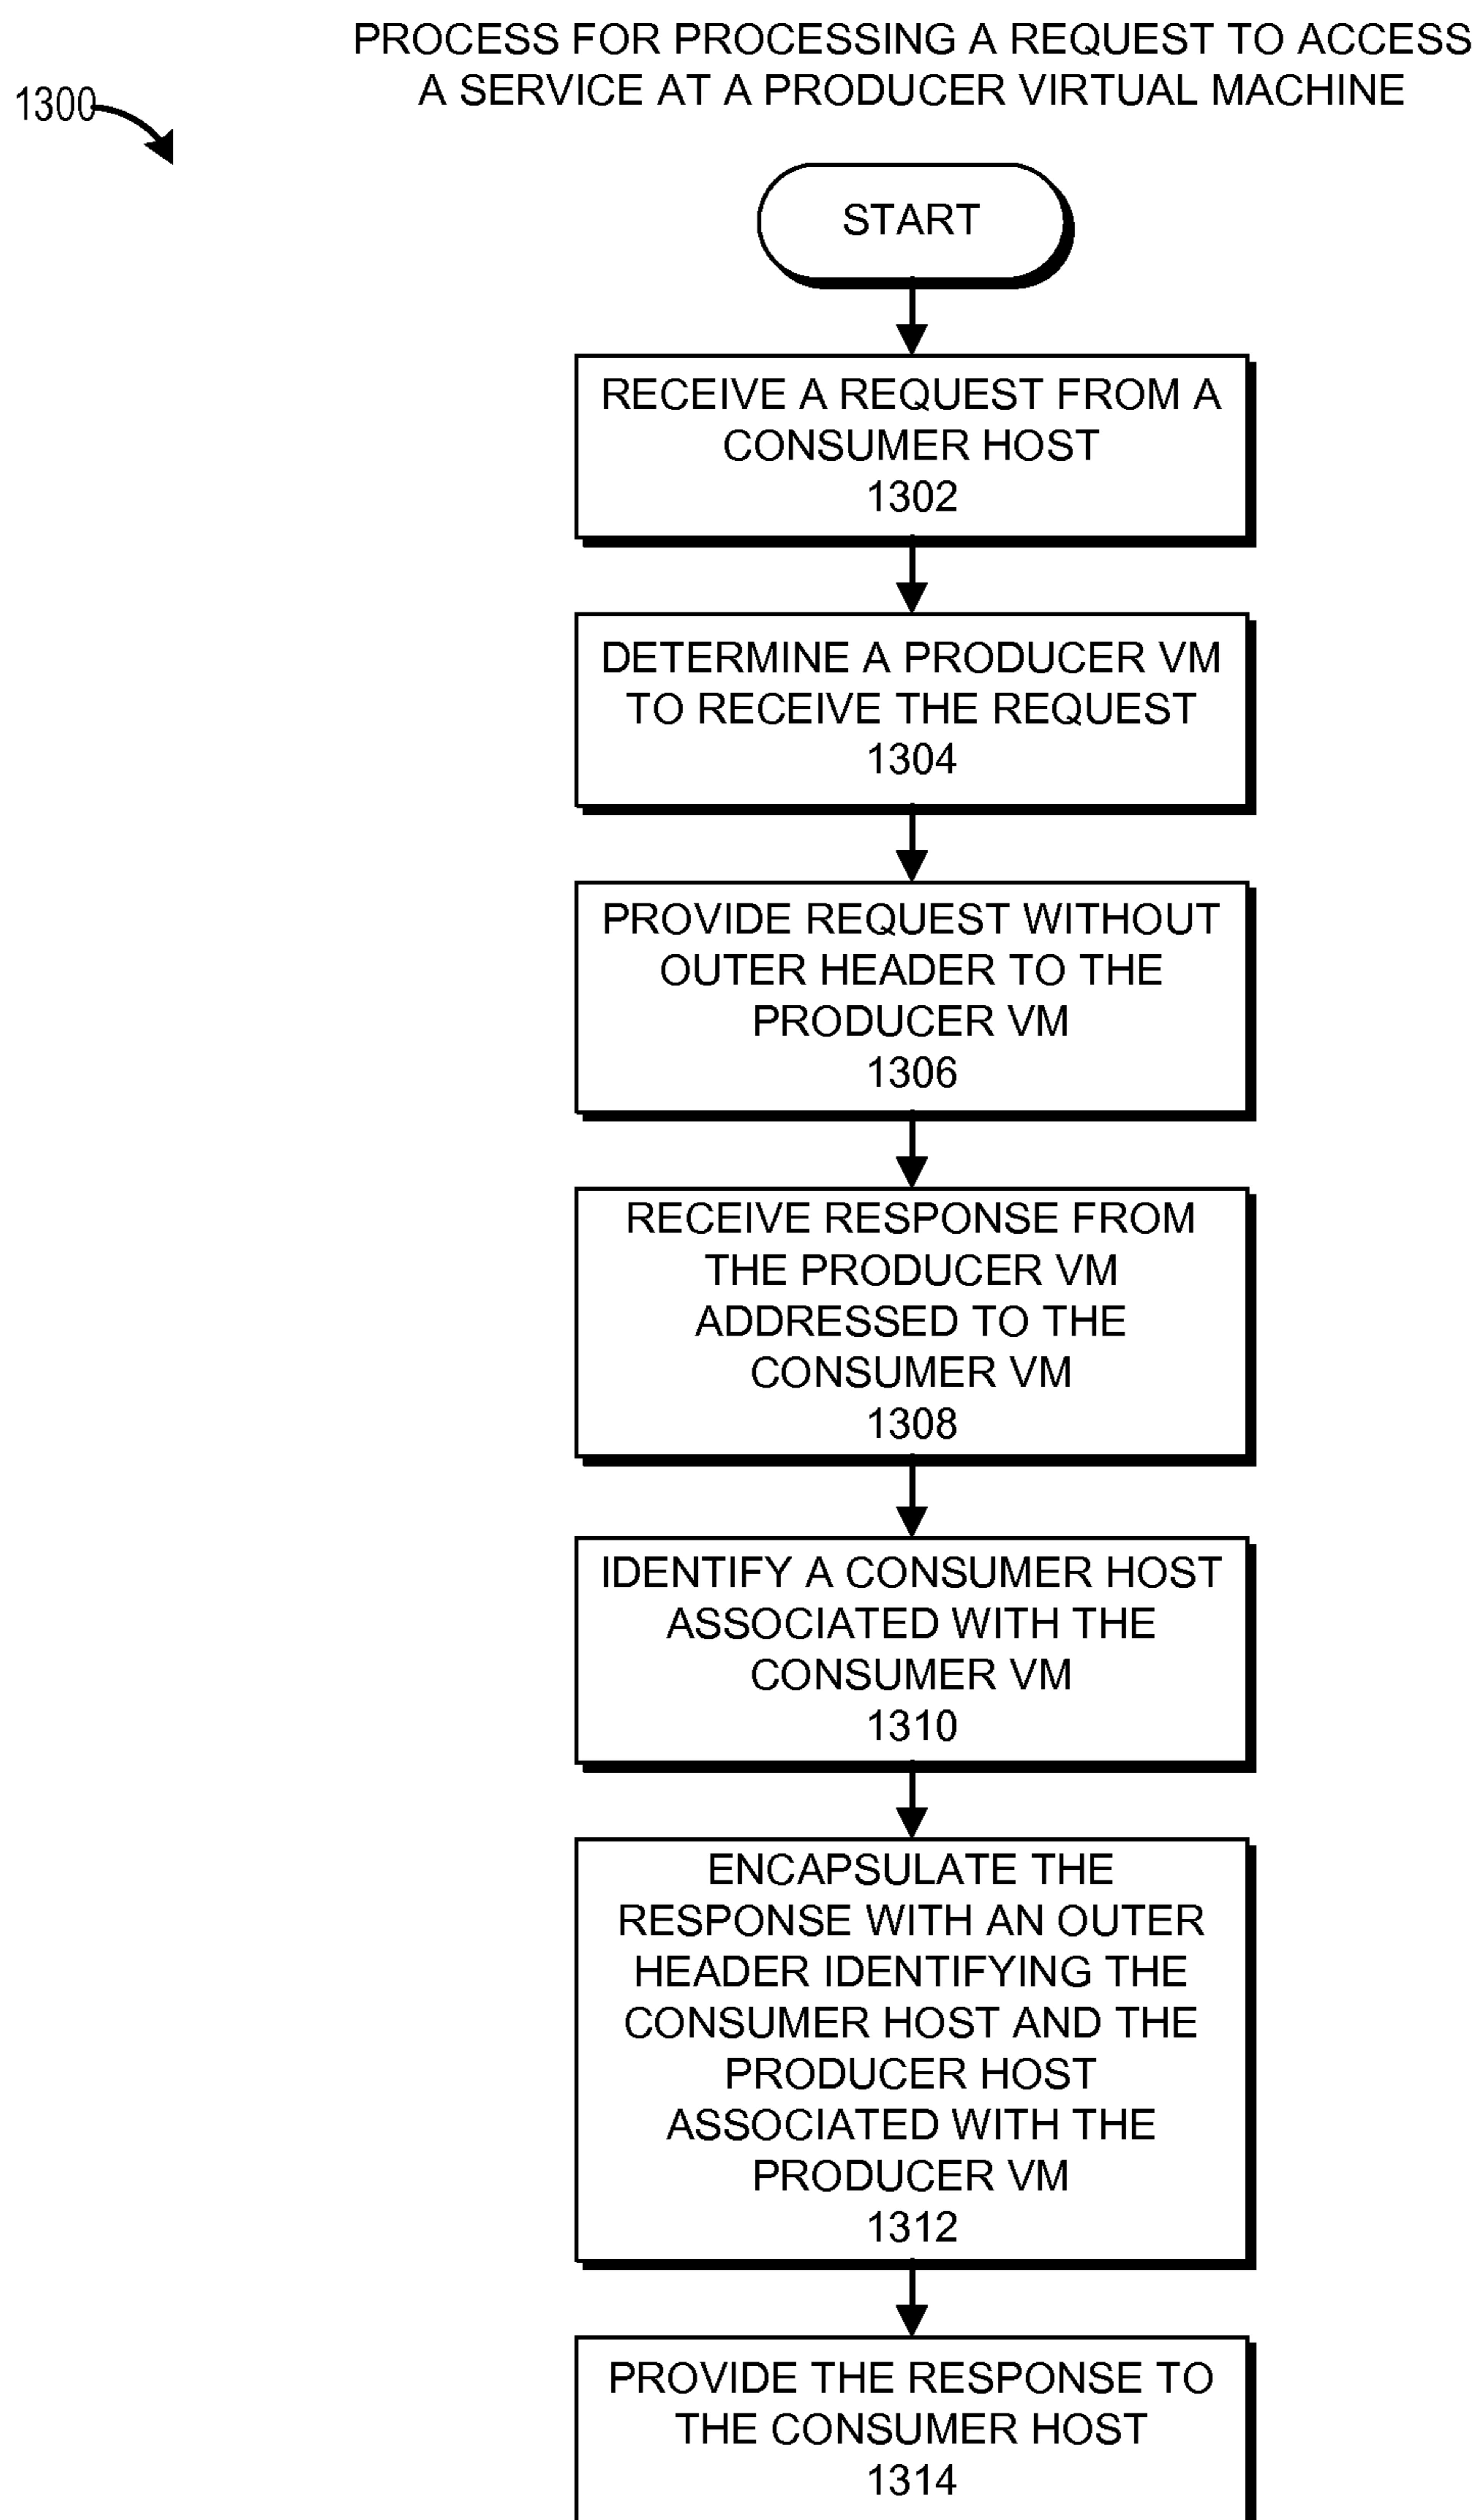 PROCESS FOR PROCESSING A REQUEST TO ACCESS
A SERVICE AT A PRODUCER VIRTUAL MACHINE
1300
START
RECEIVE A REQUEST FROM A
CONSUMER HOST
1302
DETERMINE A PRODUCER VM
TO RECEIVE THE REQUEST
1304
PROVIDE REQUEST WITHOUT
OUTER HEADER TO THE
PRODUCER VM
1306
RECEIVE RESPONSE FROM
THE PRODUCER VM
ADDRESSED TO THE
CONSUMER VM
1308
IDENTIFY A CONSUMER HOST
ASSOCIATED WITH THE
CONSUMER VM
1310
ENCAPSULATE THE
RESPONSE WITH AN OUTER
HEADER IDENTIFYING THE
CONSUMER HOST AND THE
PRODUCER HOST
ASSOCIATED WITH THE
PRODUCER VM
1312
PROVIDE THE RESPONSE TO
THE CONSUMER HOST
1314